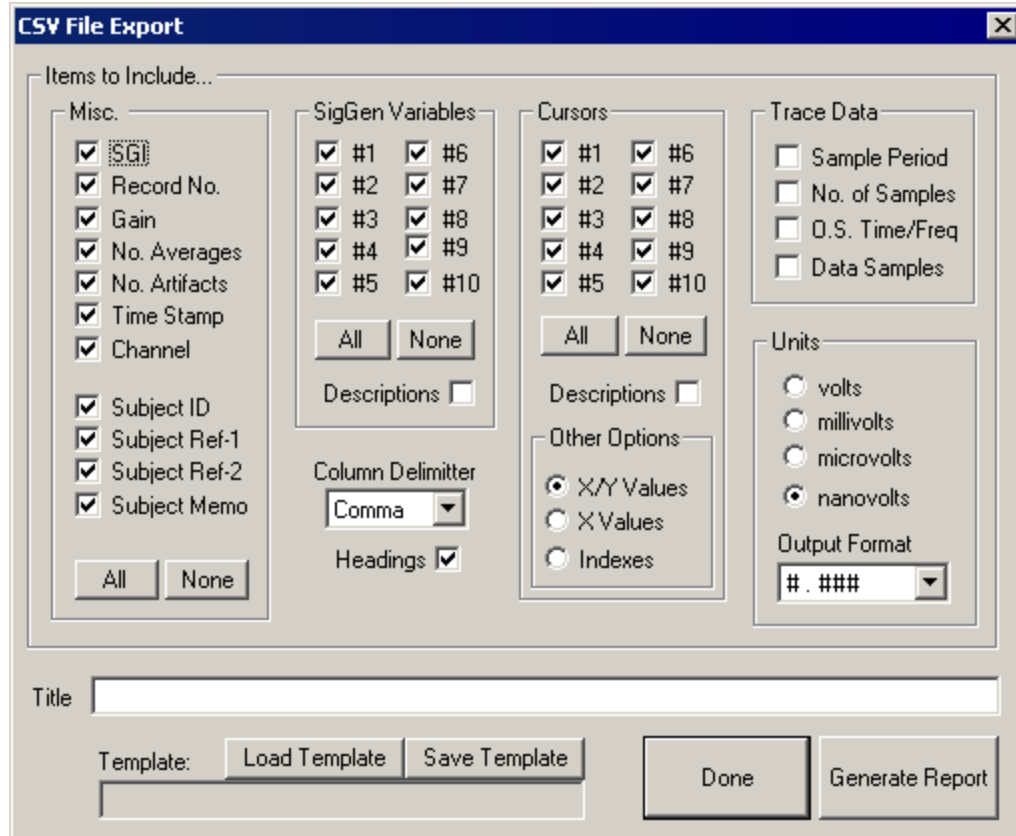 CSV File Export
Items to Include...
Misc.
SGI
Record No.
Gain
No. Averages
No. Artifacts
Time Stamp
Channel
Subject ID
Subject Ref-1
Subject Ref-2
Subject Memo
All None
SigGen Variables
#1 #6
#2 #7
#3 #8
#4 #9
#5 #10
All None
Descriptions
Column Delimitter
Comma
Headings
Cursors
#1 #6
#2 #7
#3 #8
#4 #9
#5 #10
All None
Descriptions
Other Options
X/Y Values
X Values
Indexes
Trace Data
Sample Period
No. of Samples
O.S. Time/Freq
Data Samples
Units
volts
millivolts
microvolts
nanovolts
Output Format
# . ###
Title
Template: Load Template Save Template
Done
Generate Report